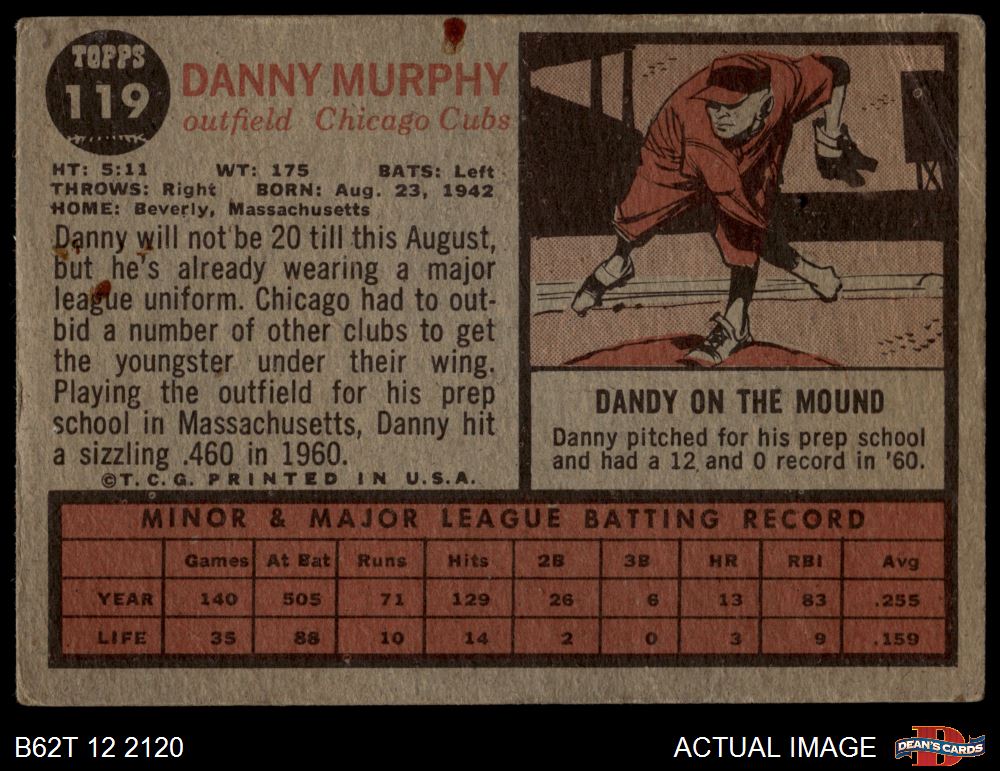 TOPPS
119
DANNY MURPHY
outfield Chicago Cubs
HT: 5:11 WT: 175 BATS: Left
THROWS: Right BORN: Aug. 23, 1942
HOME: Beverly, Massachusetts
Danny will not be 20 till this August,
but he's already wearing a major
league uniform. Chicago had to out-
bid a number of other clubs to get
the youngster under their wing.
Playing the outfield for his prep
school in Massachusetts, Danny hit
a sizzling .460 in 1960.
©T.C.G. PRINTED IN U.S.A.
DANDY ON THE MOUND
Danny pitched for his prep school
and had a 12 and 0 record in '60.
MINOR & MAJOR LEAGUE BATTING RECORD
Games At Bat Runs Hits 2B 3B HR RBI Avg
YEAR 140 505 71 129 26 6 13 83 .255
LIFE 35 88 10 14 2 0 3 9 .159
B62T 12 2120
ACTUAL IMAGE
D
DEAN'S CARDS